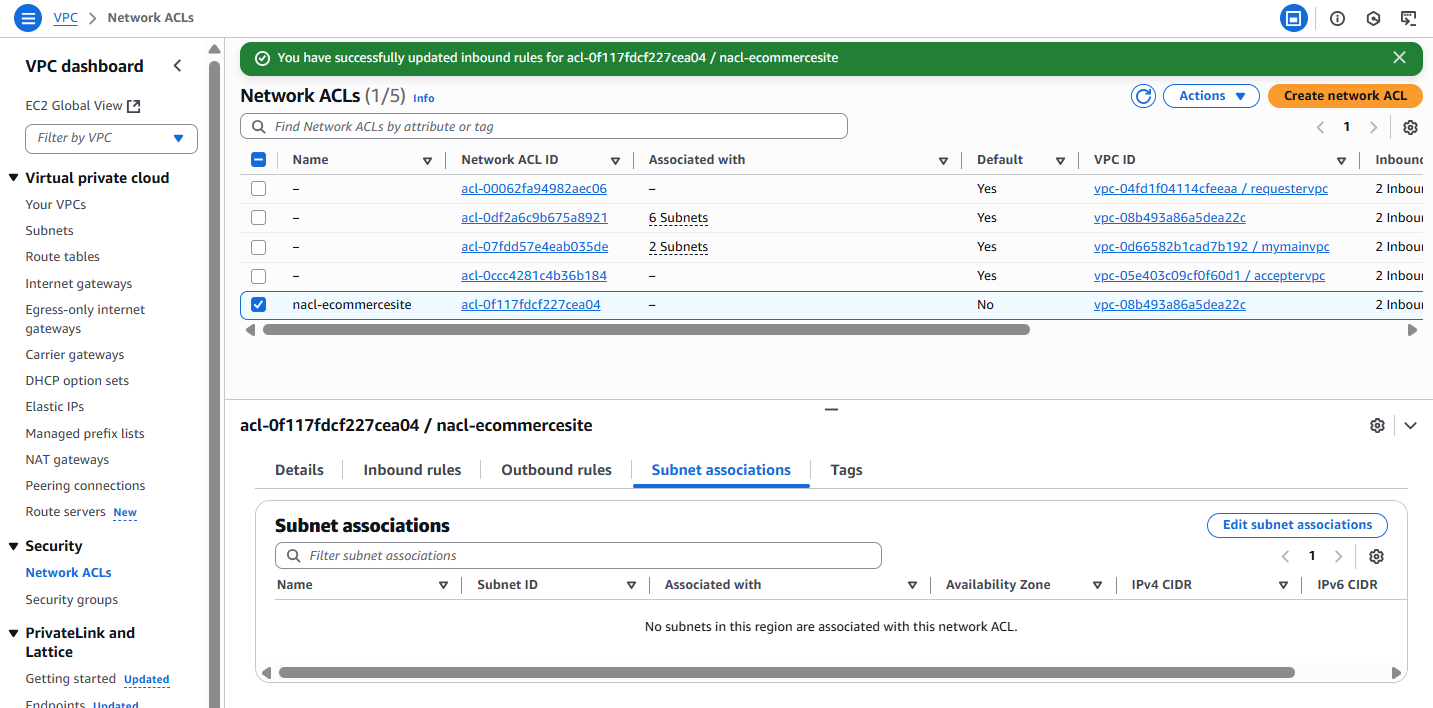 VPC > Network ACLs
You have successfully updated inbound rules for acl-0f117fdcf227cea04 / nacl-ecommercesite
VPC dashboard
EC2 Global View
Filter by VPC
Virtual private cloud
Your VPCs
Subnets
Route tables
Internet gateways
Egress-only internet
gateways
Carrier gateways
DHCP option sets
Elastic IPs
Managed prefix lists
NAT gateways
Peering connections
Route servers New
Security
Network ACLs
Security groups
PrivateLink and
Lattice
Getting started Updated
Endpoints Updated
Network ACLs (1/5) Info
Actions
Create network ACL
Find Network ACLs by attribute or tag
1
Name Network ACL ID Associated with Default VPC ID Inbounc
– acl-00062fa94982aec06 – Yes vpc-04fd1f04114cfeeaa / requestervpc 2 Inbour
– acl-0df2a6c9b675a8921 6 Subnets Yes vpc-08b493a86a5dea22c 2 Inbour
– acl-07fdd57e4eab035de 2 Subnets Yes vpc-0d66582b1cad7b192 / mymainvpc 2 Inbour
– acl-0ccc4281c4b36b184 – Yes vpc-05e403c09cf0f60d1 / acceptervpc 2 Inbour
nacl-ecommercesite acl-0f117fdcf227cea04 – No vpc-08b493a86a5dea22c 2 Inbour
acl-0f117fdcf227cea04 / nacl-ecommercesite
Details Inbound rules Outbound rules Subnet associations Tags
Subnet associations
Edit subnet associations
Filter subnet associations
1
Name Subnet ID Associated with Availability Zone IPv4 CIDR IPv6 CIDR
No subnets in this region are associated with this network ACL.